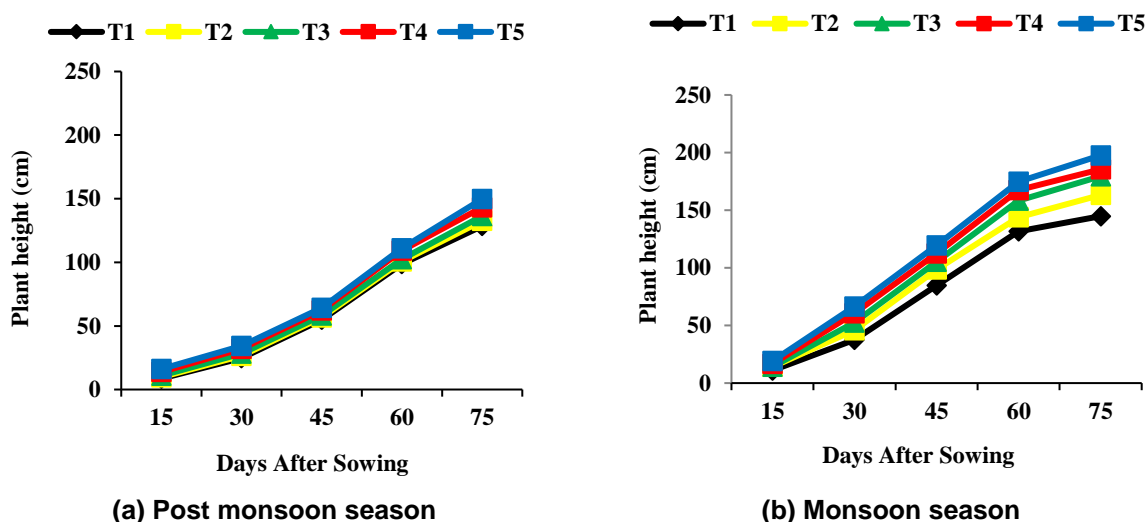 T1 T2 T3 T4 T5
250
200
150
100
50
0
Plant height (cm)
15 30 45 60 75
Days After Sowing
(a) Post monsoon season
T1 T2 T3 T4 T5
250
200
150
100
50
0
Plant height (cm)
15 30 45 60 75
Days After Sowing
(b) Monsoon season